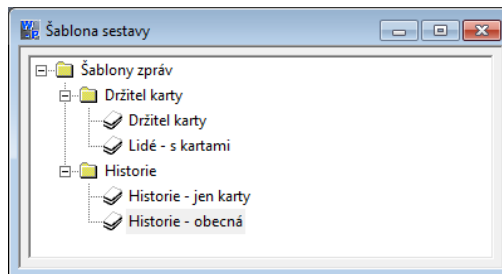 Šablona sestavy
Šablony zpráv
Držitel karty
Držitel karty
Lidé - s kartami
Historie
Historie - jen karty
Historie - obecná